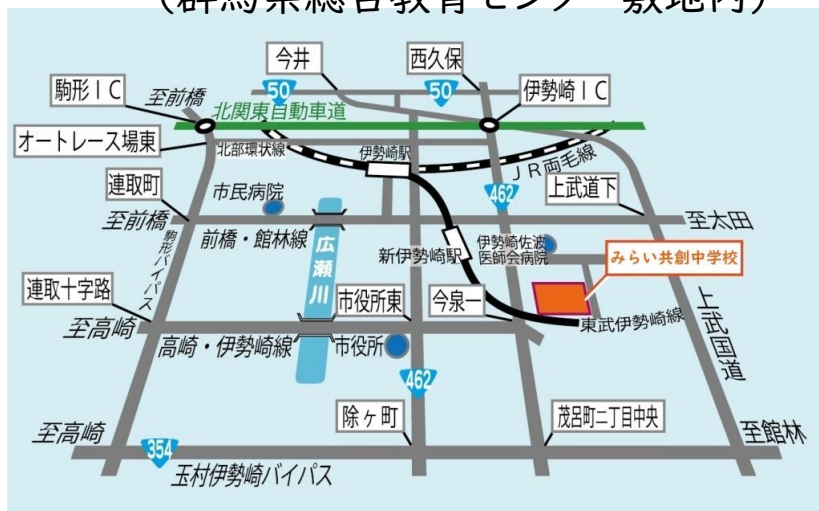 （群馬県総合教育センター敷地内）
今井
西久保
駒形IC
至前橋
50
50
伊勢崎IC
北関東自動車道
オートレース場東
北部環状線
伊勢崎駅
JR両毛線
連取町
市民病院
462
上武道下
至前橋
至太田
前橋・館林線
広瀬川
新伊勢崎駅
伊勢崎佐波
医師会病院
みらい共創中学校
駒形バイパス
連取十字路
市役所東
今泉一
上武国道
至高崎
東武伊勢崎線
高崎・伊勢崎線
市役所
462
除ヶ町
茂呂町二丁目中央
至高崎
至館林
354
玉村伊勢崎バイパス